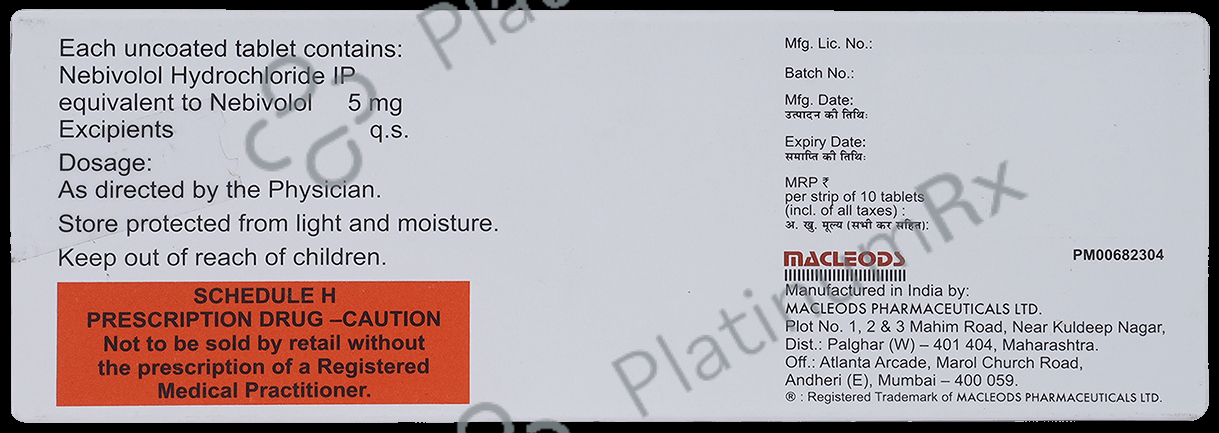 Each uncoated tablet contains:
Nebivolol Hydrochloride IP
equivalent to Nebivolol 5 mg
Excipients q.s.
Dosage:
As directed by the Physician.
Store protected from light and moisture.
Keep out of reach of children.
SCHEDULE H
PRESCRIPTION DRUG –CAUTION
Not to be sold by retail without
the prescription of a Registered
Medical Practitioner.
Mfg. Lic. No.:
Batch No.:
Mfg. Date:
उत्पादन की तिथि:
Expiry Date:
समाप्ति की तिथि:
MRP ₹
per strip of 10 tablets
(incl. of all taxes) :
अ. खु. मूल्य (सभी कर सहित):
MACLEODS
PM00682304
Manufactured in India by:
MACLEODS PHARMACEUTICALS LTD.
Plot No. 1, 2 & 3 Mahim Road, Near Kuldeep Nagar,
Dist.: Palghar (W) – 401 404, Maharashtra.
Off.: Atlanta Arcade, Marol Church Road,
Andheri (E), Mumbai – 400 059.
® : Registered Trademark of MACLEODS PHARMACEUTICALS LTD.
PlatinumRx